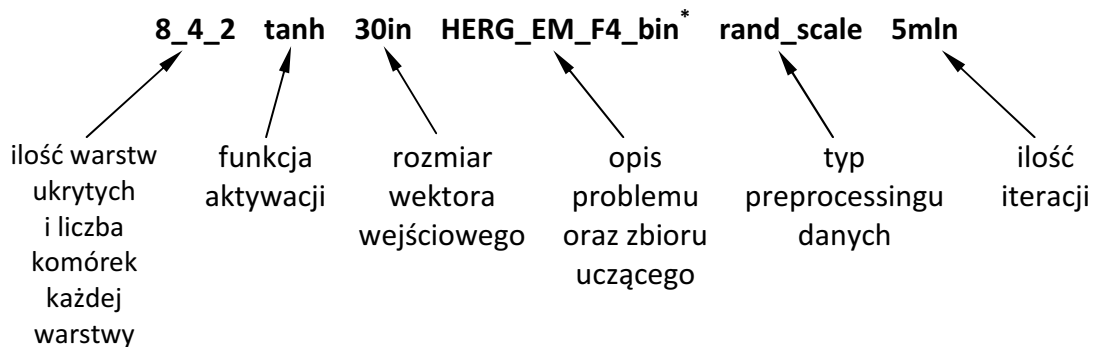 8_4_2 tanh 30in HERG_EM_F4_bin* rand_scale 5mln
ilość warstw
ukrytych
i liczba
komórek
każdej
warstwy
funkcja
aktywacji
rozmiar
wektora
wejściowego
opis
problemu
oraz zbioru
uczącego
typ
preprocessingu
danych
ilość
iteracji